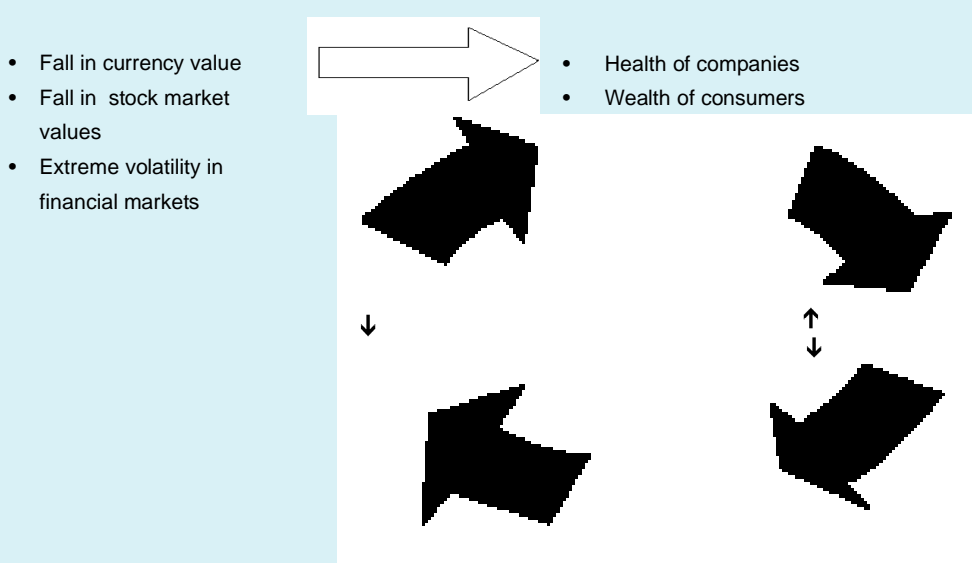 • Fall in currency value
• Fall in stock market
values
• Extreme volatility in
financial markets
• Health of companies
• Wealth of consumers
↓
↑
↓